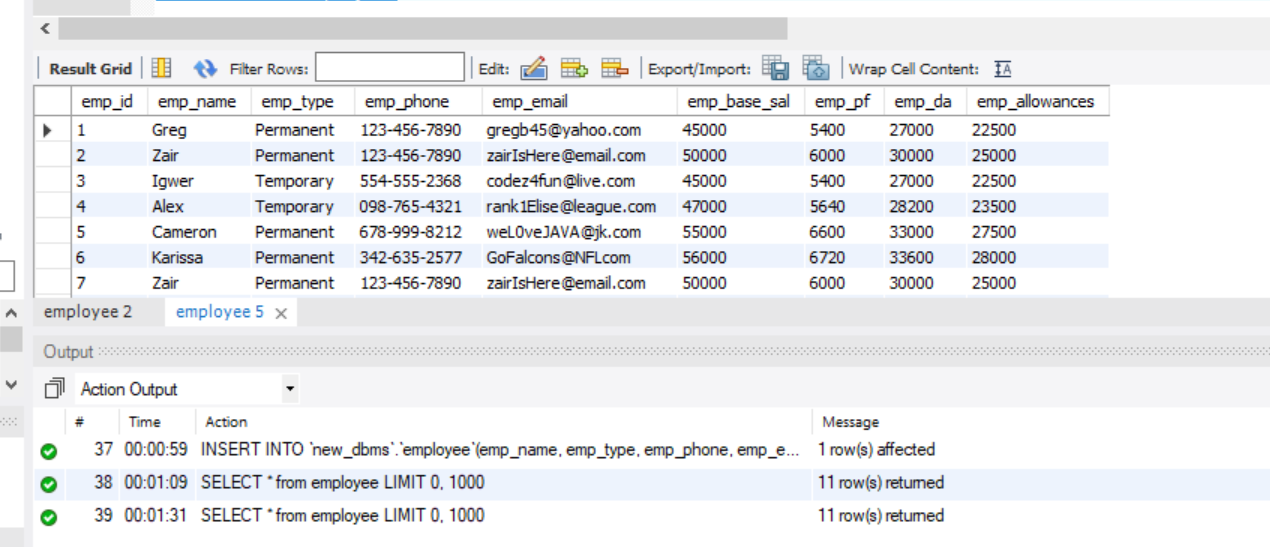 Result Grid Filter Rows: Edit: Export/Import: Wrap Cell Content: IA
emp_id emp_name emp_type emp_phone emp_email emp_base_sal emp_pf emp_da emp_allowances
1 Greg Permanent 123-456-7890 gregb45@yahoo.com 45000 5400 27000 22500
2 Zair Permanent 123-456-7890 zairIsHere@email.com 50000 6000 30000 25000
3 Igwer Temporary 554-555-2368 codez4fun@live.com 45000 5400 27000 22500
4 Alex Temporary 098-765-4321 rank1Elise@league.com 47000 5640 28200 23500
5 Cameron Permanent 678-999-8212 weL0veJAVA@jk.com 55000 6600 33000 27500
6 Karissa Permanent 342-635-2577 GoFalcons@NFLcom 56000 6720 33600 28000
7 Zair Permanent 123-456-7890 zairIsHere@email.com 50000 6000 30000 25000
employee 2 employee 5
Output
Action Output
# Time Action Message
37 00:00:59 INSERT INTO `new_dbms`.`employee`(emp_name, emp_type, emp_phone, emp_e... 1 row(s) affected
38 00:01:09 SELECT * from employee LIMIT 0, 1000 11 row(s) returned
39 00:01:31 SELECT * from employee LIMIT 0, 1000 11 row(s) returned